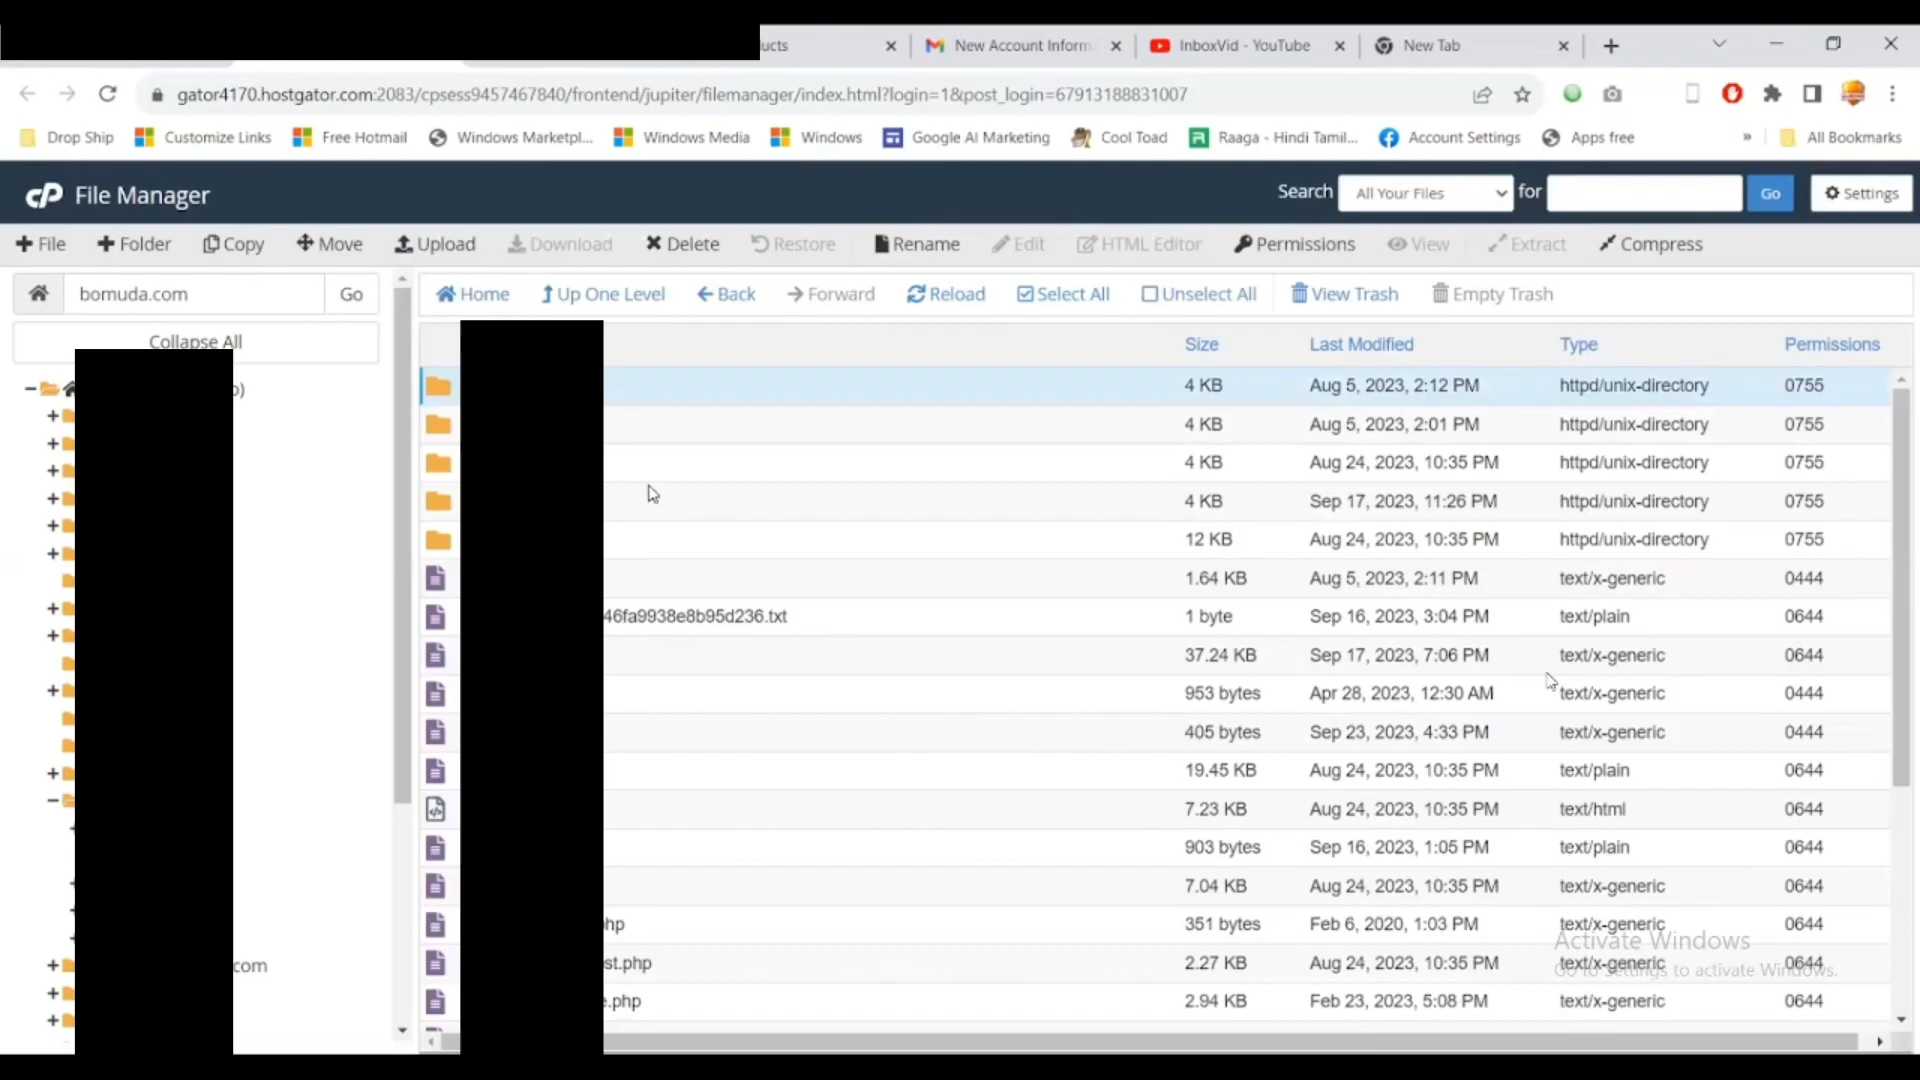 ucts
New Account Inform
InboxVid - YouTube
New Tab
gator4170.hostgator.com:2083/cpsess9457467840/frontend/jupiter/filemanager/index.html?login=1&post_login=67913188831007
Drop Ship
Customize Links
Free Hotmail
Windows Marketpl...
Windows Media
Windows
Google AI Marketing
Cool Toad
Raaga - Hindi Tamil...
Account Settings
Apps free
»
All Bookmarks
cP File Manager
Search All Your Files for Go Settings
File Folder Copy Move Upload Download Delete Restore Rename Edit HTML Editor Permissions View Extract Compress
bomuda.com Go
Collapse All
)
com
Home Up One Level Back Forward Reload Select All Unselect All View Trash Empty Trash
Size Last Modified Type Permissions
4 KB Aug 5, 2023, 2:12 PM httpd/unix-directory 0755
4 KB Aug 5, 2023, 2:01 PM httpd/unix-directory 0755
4 KB Aug 24, 2023, 10:35 PM httpd/unix-directory 0755
4 KB Sep 17, 2023, 11:26 PM httpd/unix-directory 0755
12 KB Aug 24, 2023, 10:35 PM httpd/unix-directory 0755
1.64 KB Aug 5, 2023, 2:11 PM text/x-generic 0444
46fa9938e8b95d236.txt 1 byte Sep 16, 2023, 3:04 PM text/plain 0644
37.24 KB Sep 17, 2023, 7:06 PM text/x-generic 0644
953 bytes Apr 28, 2023, 12:30 AM text/x-generic 0444
405 bytes Sep 23, 2023, 4:33 PM text/x-generic 0444
19.45 KB Aug 24, 2023, 10:35 PM text/plain 0644
7.23 KB Aug 24, 2023, 10:35 PM text/html 0644
903 bytes Sep 16, 2023, 1:05 PM text/plain 0644
7.04 KB Aug 24, 2023, 10:35 PM text/x-generic 0644
hp 351 bytes Feb 6, 2020, 1:03 PM text/x-generic 0644
st.php 2.27 KB Aug 24, 2023, 10:35 PM text/x-generic 0644
e.php 2.94 KB Feb 23, 2023, 5:08 PM text/x-generic 0644
Activate Windows
Go to Settings to activate Windows.